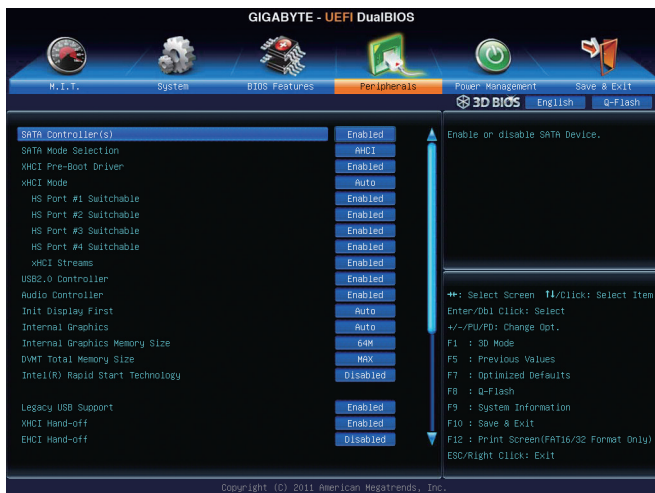 GIGABYTE - UEFI DualBIOS
M.I.T.
System
BIOS Features
Peripherals
Power Management
Save & Exit
3D BIOS
English
Q-Flash
SATA Controller(s) Enabled
SATA Mode Selection AHCI
XHCI Pre-Boot Driver Enabled
xHCI Mode Auto
HS Port #1 Switchable Enabled
HS Port #2 Switchable Enabled
HS Port #3 Switchable Enabled
HS Port #4 Switchable Enabled
xHCI Streams Enabled
USB2.0 Controller Enabled
Audio Controller Enabled
Init Display First Auto
Internal Graphics Auto
Internal Graphics Memory Size 64M
DVMT Total Memory Size MAX
Intel(R) Rapid Start Technology Disabled
Legacy USB Support Enabled
XHCI Hand-off Enabled
EHCI Hand-off Disabled
Enable or disable SATA Device.
→←: Select Screen ↑↓/Click: Select Item
Enter/Dbl Click: Select
+/-/PU/PD: Change Opt.
F1 : 3D Mode
F5 : Previous Values
F7 : Optimized Defaults
F8 : Q-Flash
F9 : System Information
F10 : Save & Exit
F12 : Print Screen(FAT16/32 Format Only)
ESC/Right Click: Exit
Copyright (C) 2011 American Megatrends, Inc.